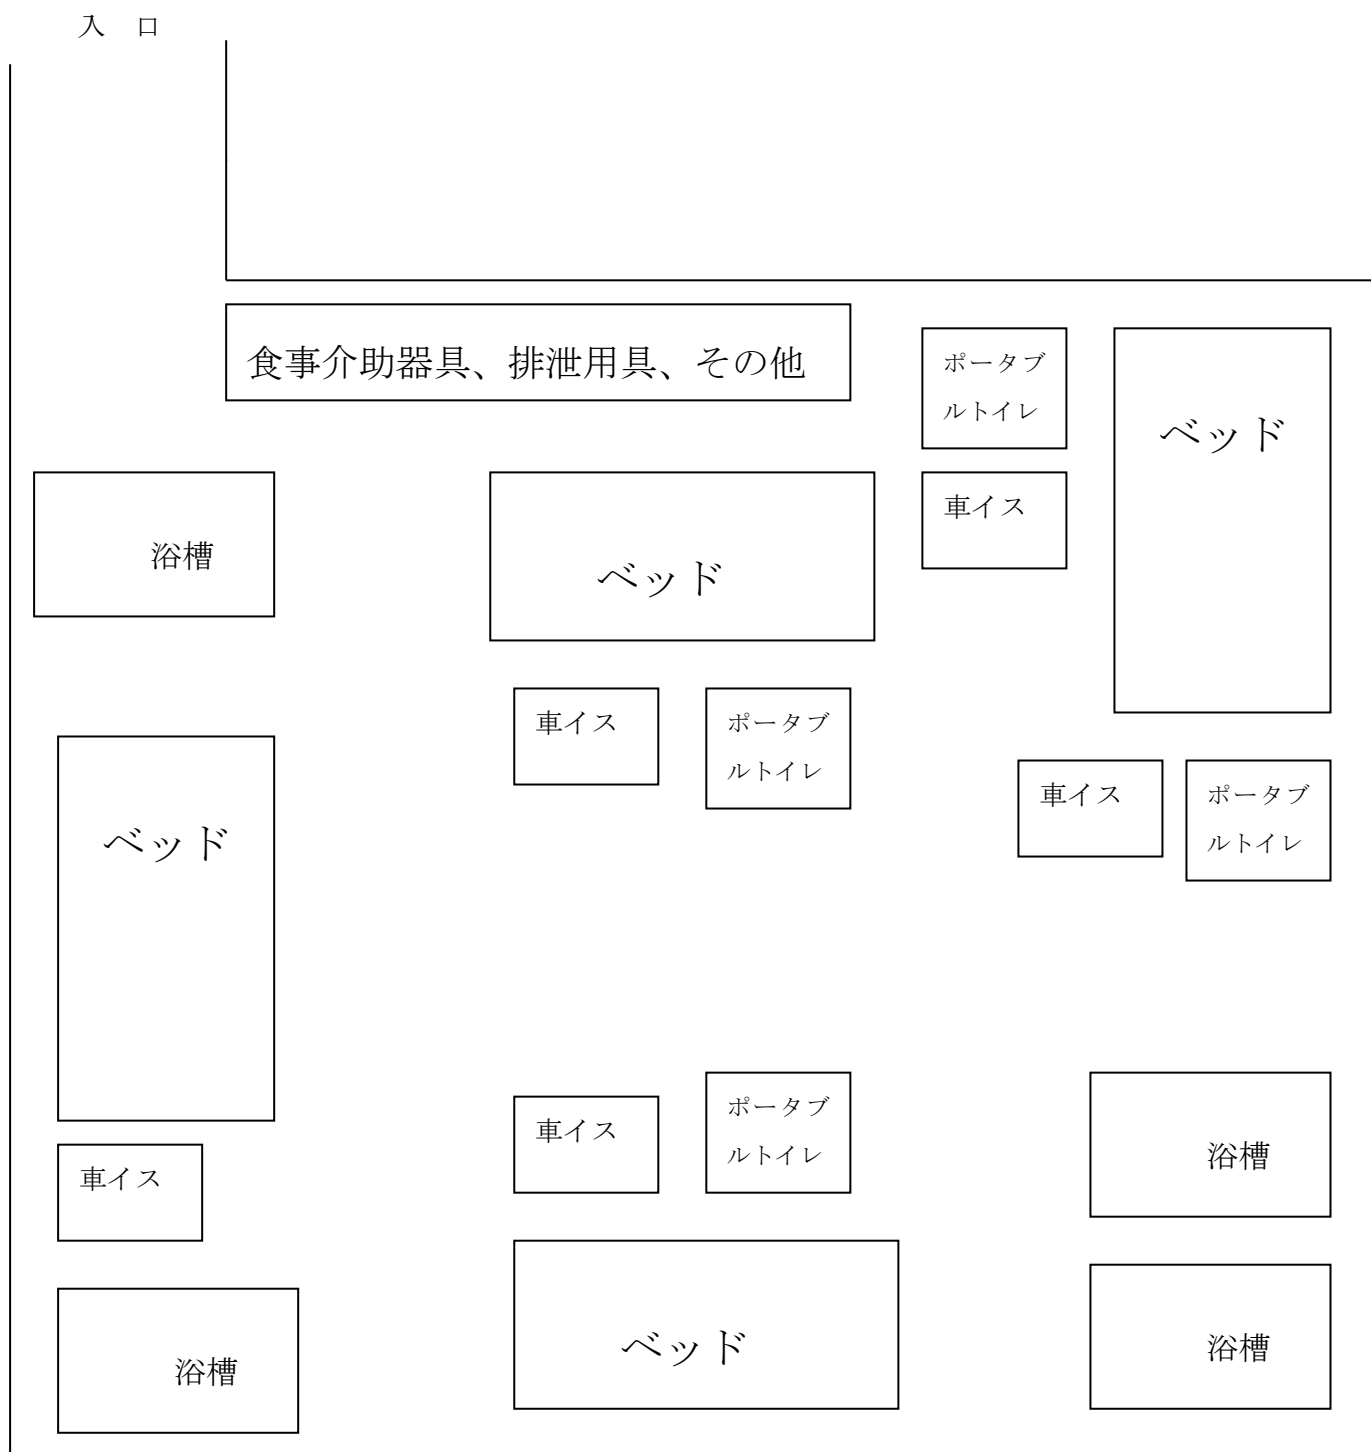 入　口
食事介助器具、排泄用具、その他
ポータブ
ルトイレ
ベッド
車イス
浴槽
ベッド
車イス
ポータブ
ルトイレ
車イス
ポータブ
ルトイレ
ベッド
車イス
ポータブ
ルトイレ
浴槽
車イス
ベッド
浴槽
浴槽